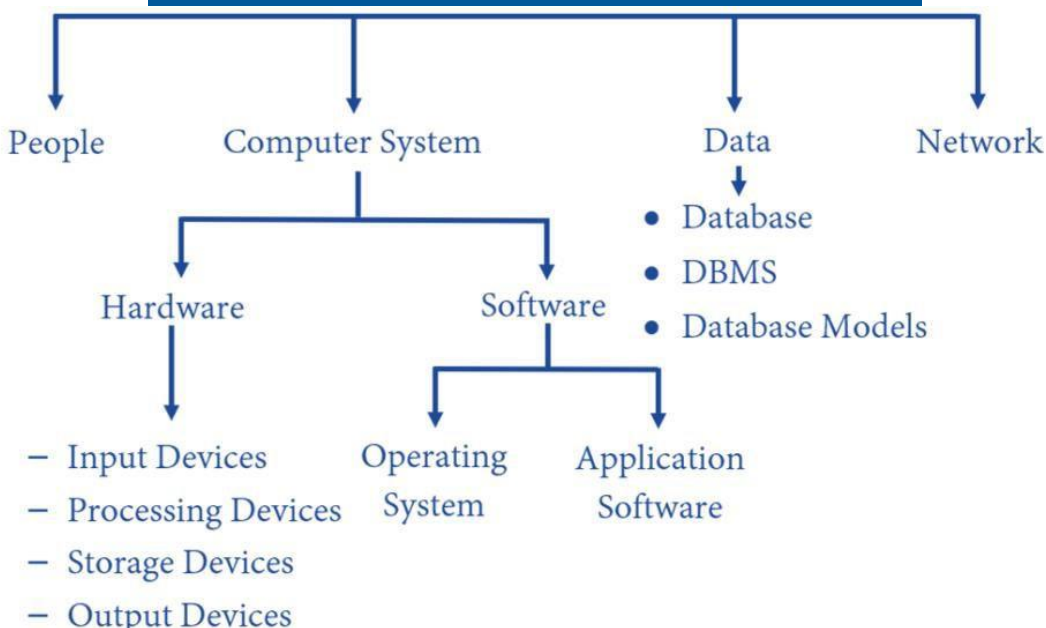 People
Computer System
Data
Network
• Database
• DBMS
• Database Models
Hardware
Software
– Input Devices
– Processing Devices
– Storage Devices
– Output Devices
Operating
System
Application
Software